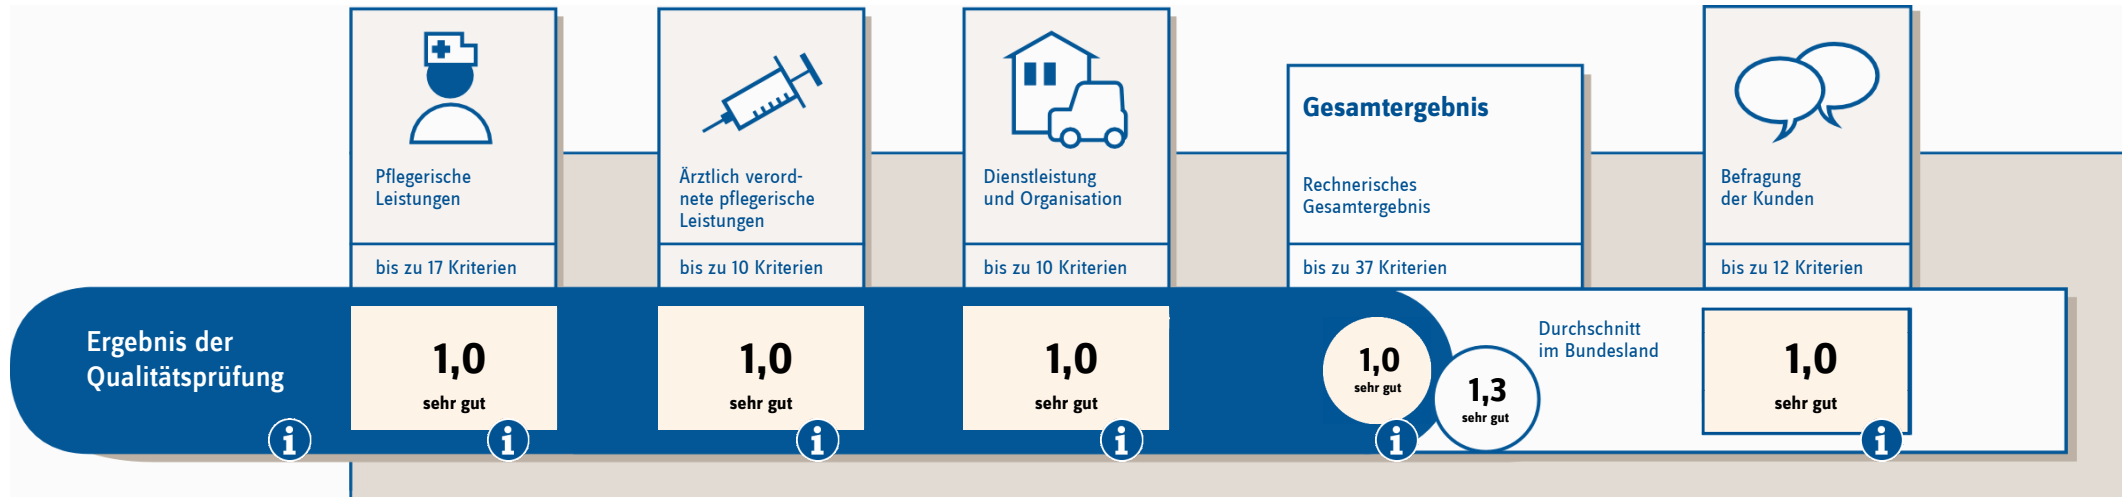 Pflegerische
Leistungen
bis zu 17 Kriterien
Ärztlich verord-
nete pflegerische
Leistungen
bis zu 10 Kriterien
Dienstleistung
und Organisation
bis zu 10 Kriterien
Gesamtergebnis
Rechnerisches
Gesamtergebnis
bis zu 37 Kriterien
Befragung
der Kunden
bis zu 12 Kriterien
Ergebnis der
Qualitätsprüfung
i
1,0
sehr gut
i
1,0
sehr gut
i
1,0
sehr gut
i
1,0
sehr gut
i
1,3
sehr gut
Durchschnitt
im Bundesland
1,0
sehr gut
i